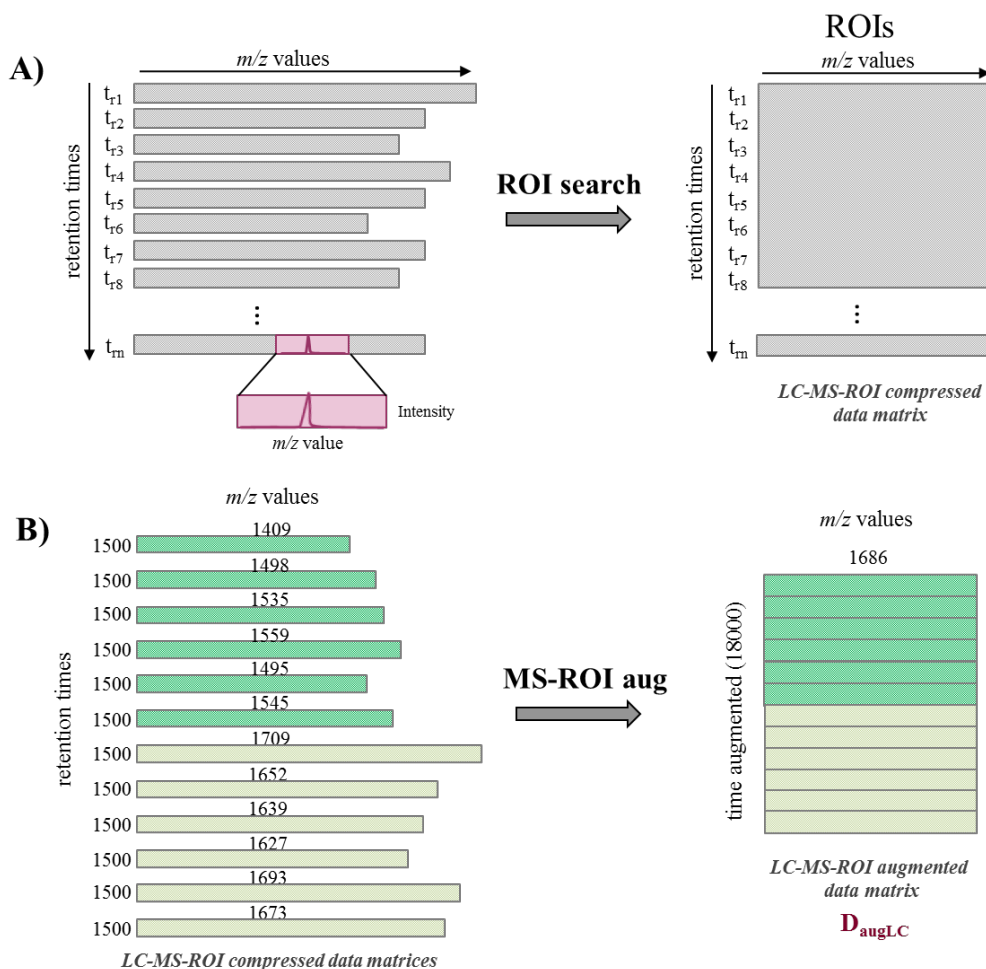 ROIs
A)
m/z values
retention times
tr1
tr2
tr3
tr4
tr5
tr6
tr7
tr8
⋮
trn
Intensity
m/z value
ROI search
m/z values
retention times
tr1
tr2
tr3
tr4
tr5
tr6
tr7
tr8
⋮
trn
LC-MS-ROI compressed
data matrix
B)
m/z values
retention times
1500 1409
1500 1498
1500 1535
1500 1559
1500 1495
1500 1545
1500 1709
1500 1652
1500 1639
1500 1627
1500 1693
1500 1673
LC-MS-ROI compressed data matrices
MS-ROI aug
m/z values
1686
time augmented (18000)
LC-MS-ROI augmented
data matrix
DaugLC